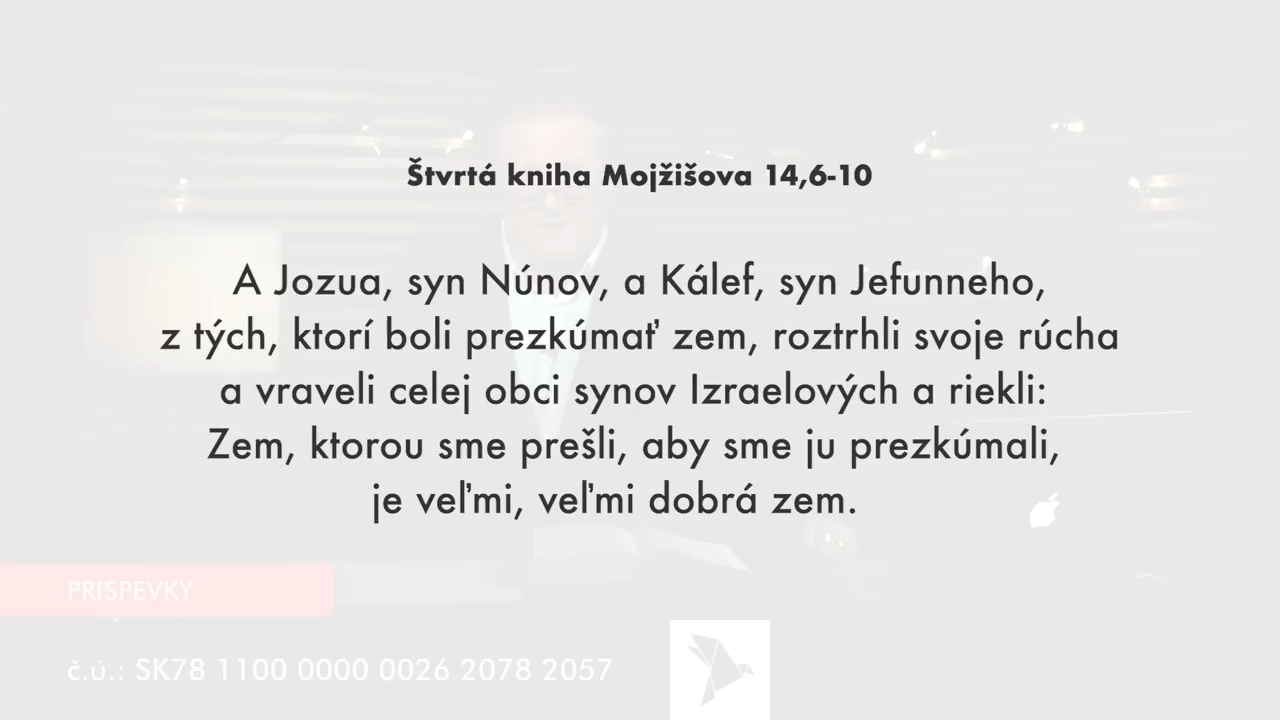 Štvrtá kniha Mojžišova 14,6-10
A Jozua, syn Núnov, a Kálef, syn Jefunneho,
z tých, ktorí boli prezkúmať zem, roztrhli svoje rúcha
a vraveli celej obci synov Izraelových a riekli:
Zem, ktorou sme prešli, aby sme ju prezkúmali,
je veľmi, veľmi dobrá zem.
PRISPEVKY
č.ú.: SK78 1100 0000 0026 2078 2057